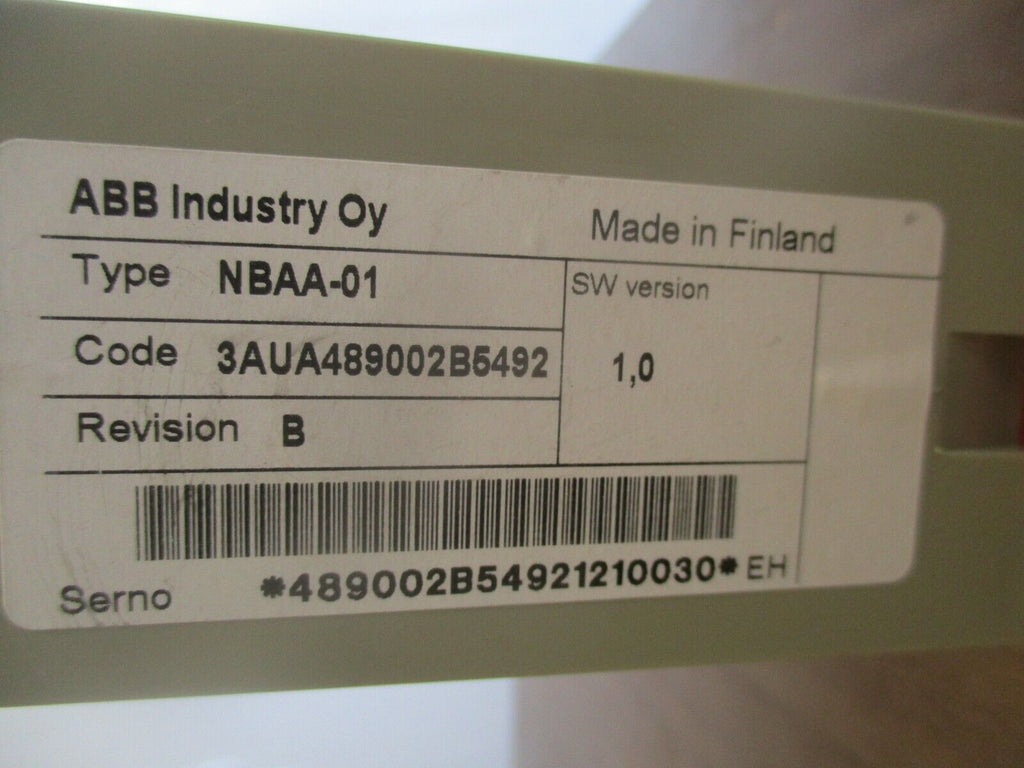 ABB Industry Oy
Made in Finland
Type NBAA-01
SW version
Code 3AUA489002B5492
1,0
Revision B
Serno *489002B54921210030* EH